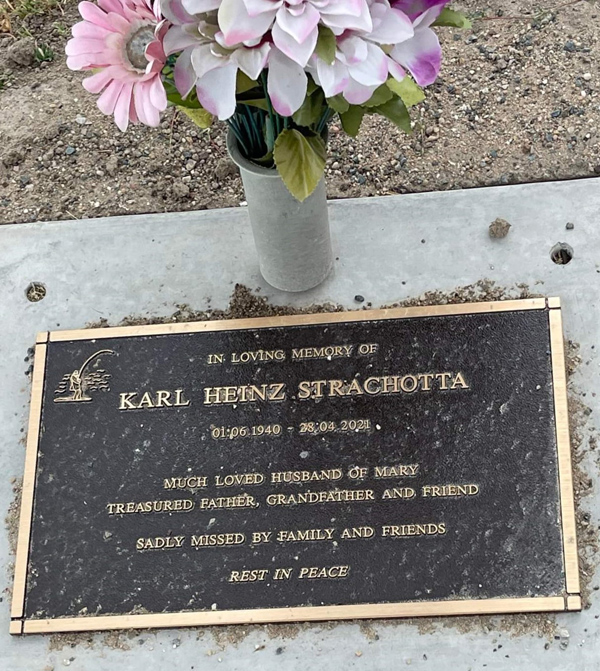 IN LOVING MEMORY OF
KARL HEINZ STRACHOTTA
01.06.1940 - 28.04.2021
MUCH LOVED HUSBAND OF MARY
TREASURED FATHER, GRANDFATHER AND FRIEND
SADLY MISSED BY FAMILY AND FRIENDS
REST IN PEACE